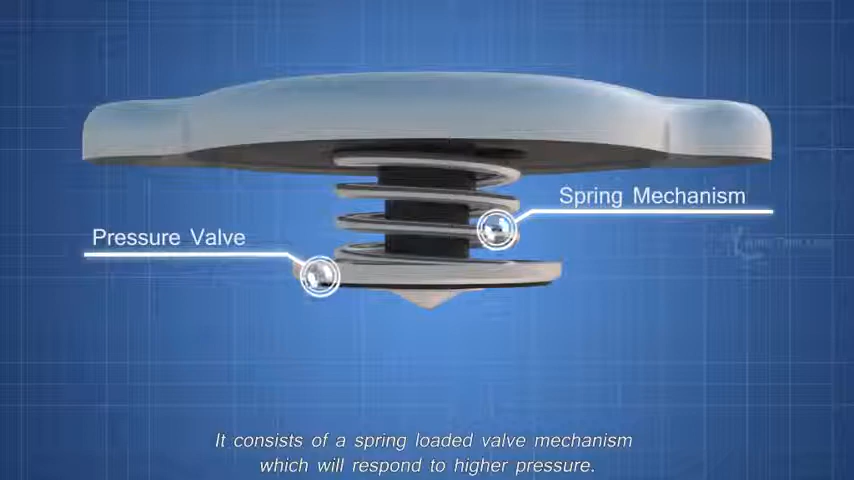 Spring Mechanism
Pressure Valve
It consists of a spring loaded valve mechanism
which will respond to higher pressure.